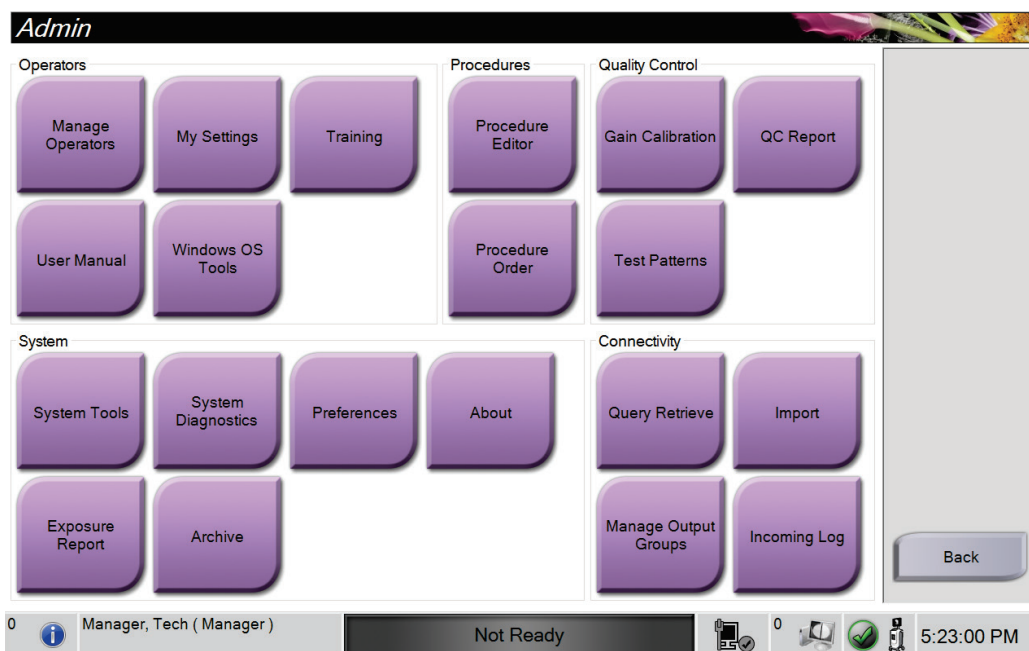 Admin
Operators
Manage
Operators
My Settings
Training
User Manual
Windows OS
Tools
Procedures
Procedure
Editor
Procedure
Order
Quality Control
Gain Calibration
QC Report
Test Patterns
System
System Tools
System
Diagnostics
Preferences
About
Exposure
Report
Archive
Connectivity
Query Retrieve
Import
Manage Output
Groups
Incoming Log
Back
0
Manager, Tech ( Manager )
Not Ready
0
5:23:00 PM